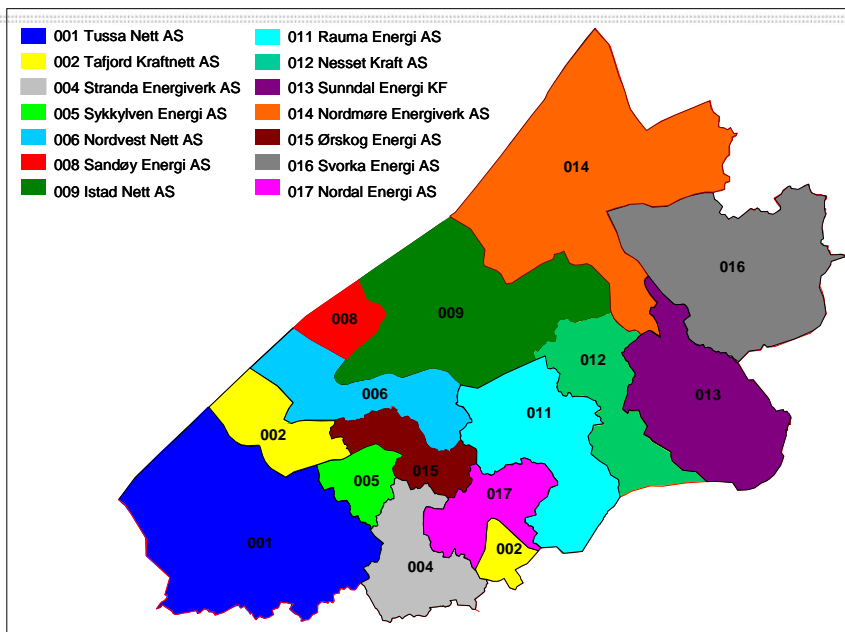 001 Tussa Nett AS
002 Tafjord Kraftnett AS
004 Stranda Energiverk AS
005 Sykkylven Energi AS
006 Nordvest Nett AS
008 Sandøy Energi AS
009 Istad Nett AS
011 Rauma Energi AS
012 Nesset Kraft AS
013 Sunndal Energi KF
014 Nordmøre Energiverk AS
015 Ørskog Energi AS
016 Svorka Energi AS
017 Nordal Energi AS
014
016
009
008
012
006
013
011
002
015
005
017
001
002
004